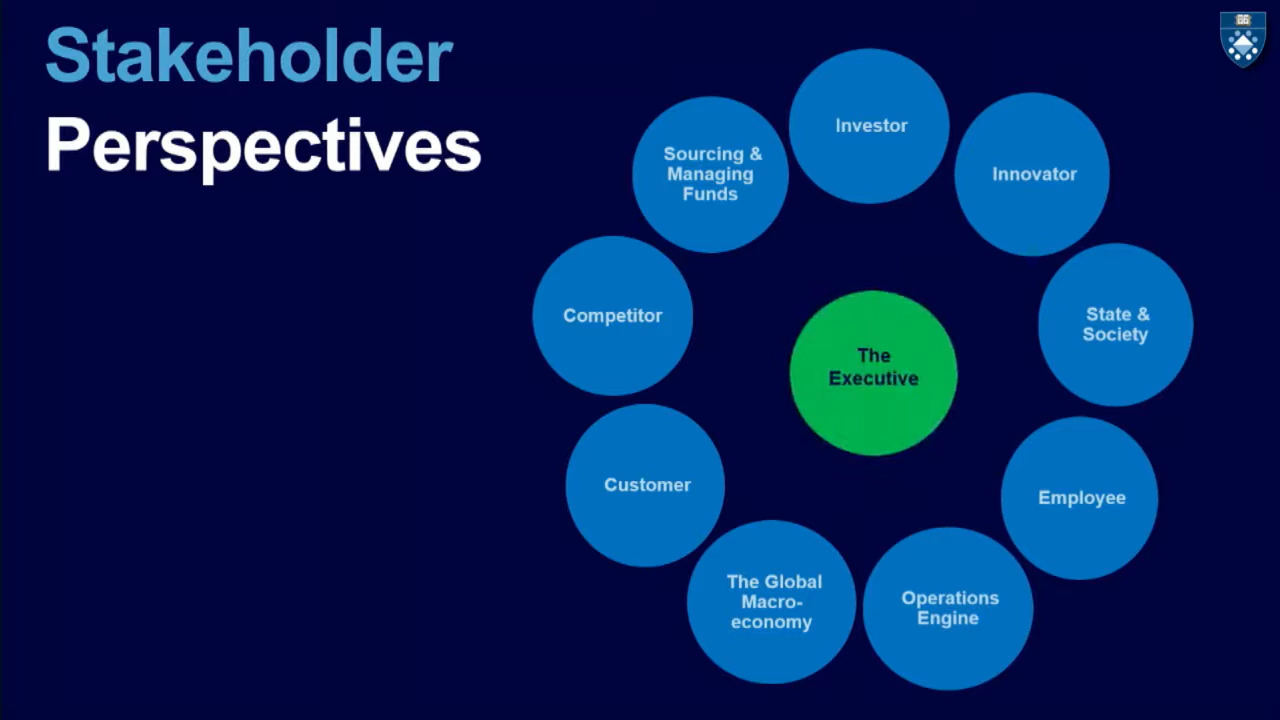 Stakeholder
Perspectives
Investor
Innovator
State &
Society
Employee
Operations
Engine
The Global
Macro-
economy
Customer
Competitor
Sourcing &
Managing
Funds
The
Executive